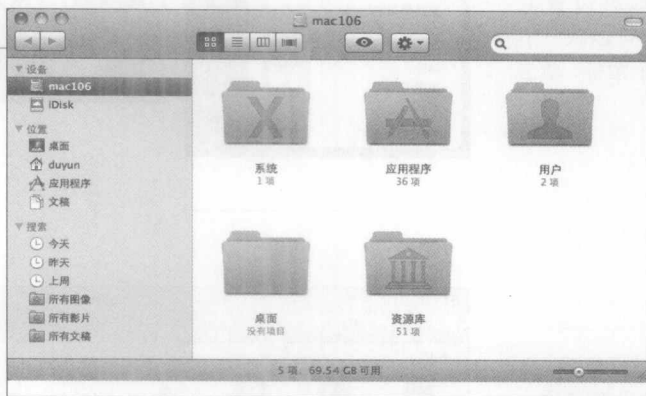 mac106
设备
mac106
iDisk
位置
桌面
duyun
应用程序
文稿
搜索
今天
昨天
上周
所有图像
所有影片
所有文稿
系统
1 项
应用程序
36 项
用户
2 项
桌面
没有项目
资源库
51 项
5 项，69.54 GB 可用